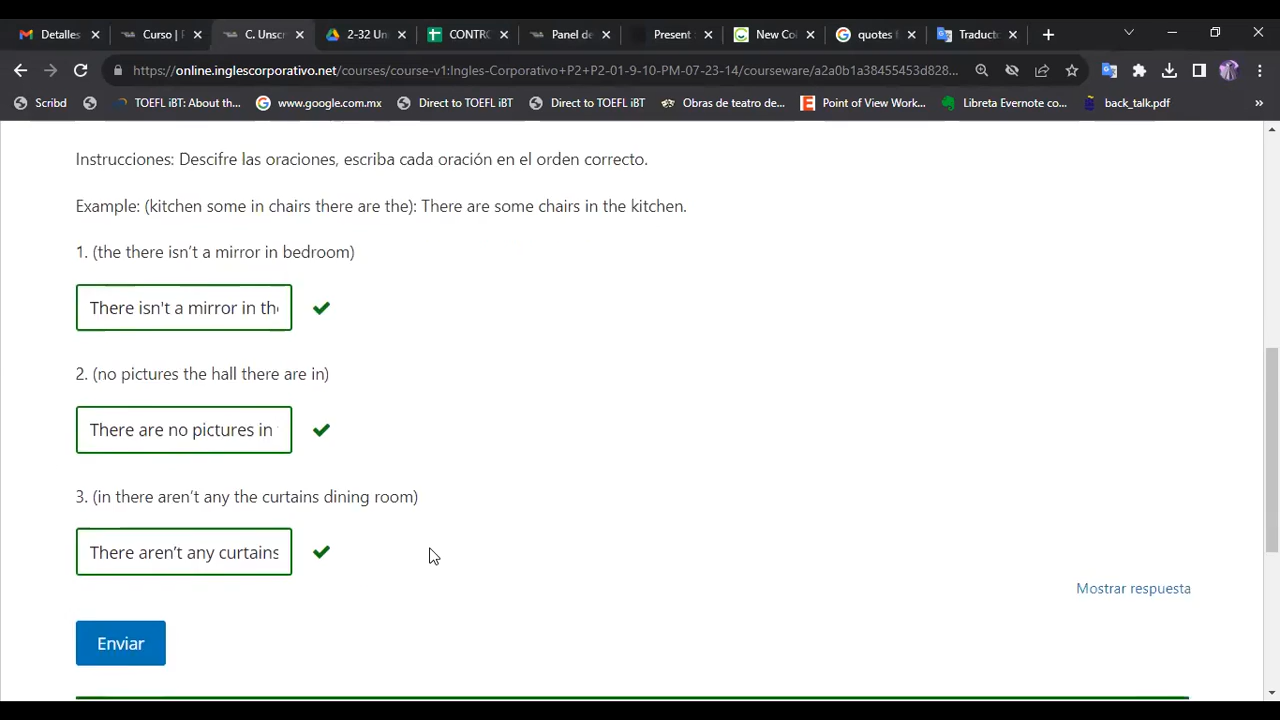 Detalles
Curso | F
C. Unscr
2-32 Un
CONTRO
Panel de
Present
New Co
quotes f
Traducto
https://online.inglescorporativo.net/courses/course-v1:Ingles-Corporativo+P2+P2-01-9-10-PM-07-23-14/courseware/a2a0b1a38455453d828...
Scribd
TOEFL iBT: About th...
www.google.com.mx
Direct to TOEFL iBT
Direct to TOEFL iBT
Obras de teatro de...
Point of View Work...
Libreta Evernote co...
back_talk.pdf
»
Instrucciones: Descifre las oraciones, escriba cada oración en el orden correcto.
Example: (kitchen some in chairs there are the): There are some chairs in the kitchen.
1. (the there isn’t a mirror in bedroom)
There isn't a mirror in the
2. (no pictures the hall there are in)
There are no pictures in
3. (in there aren’t any the curtains dining room)
There aren’t any curtains
Mostrar respuesta
Enviar